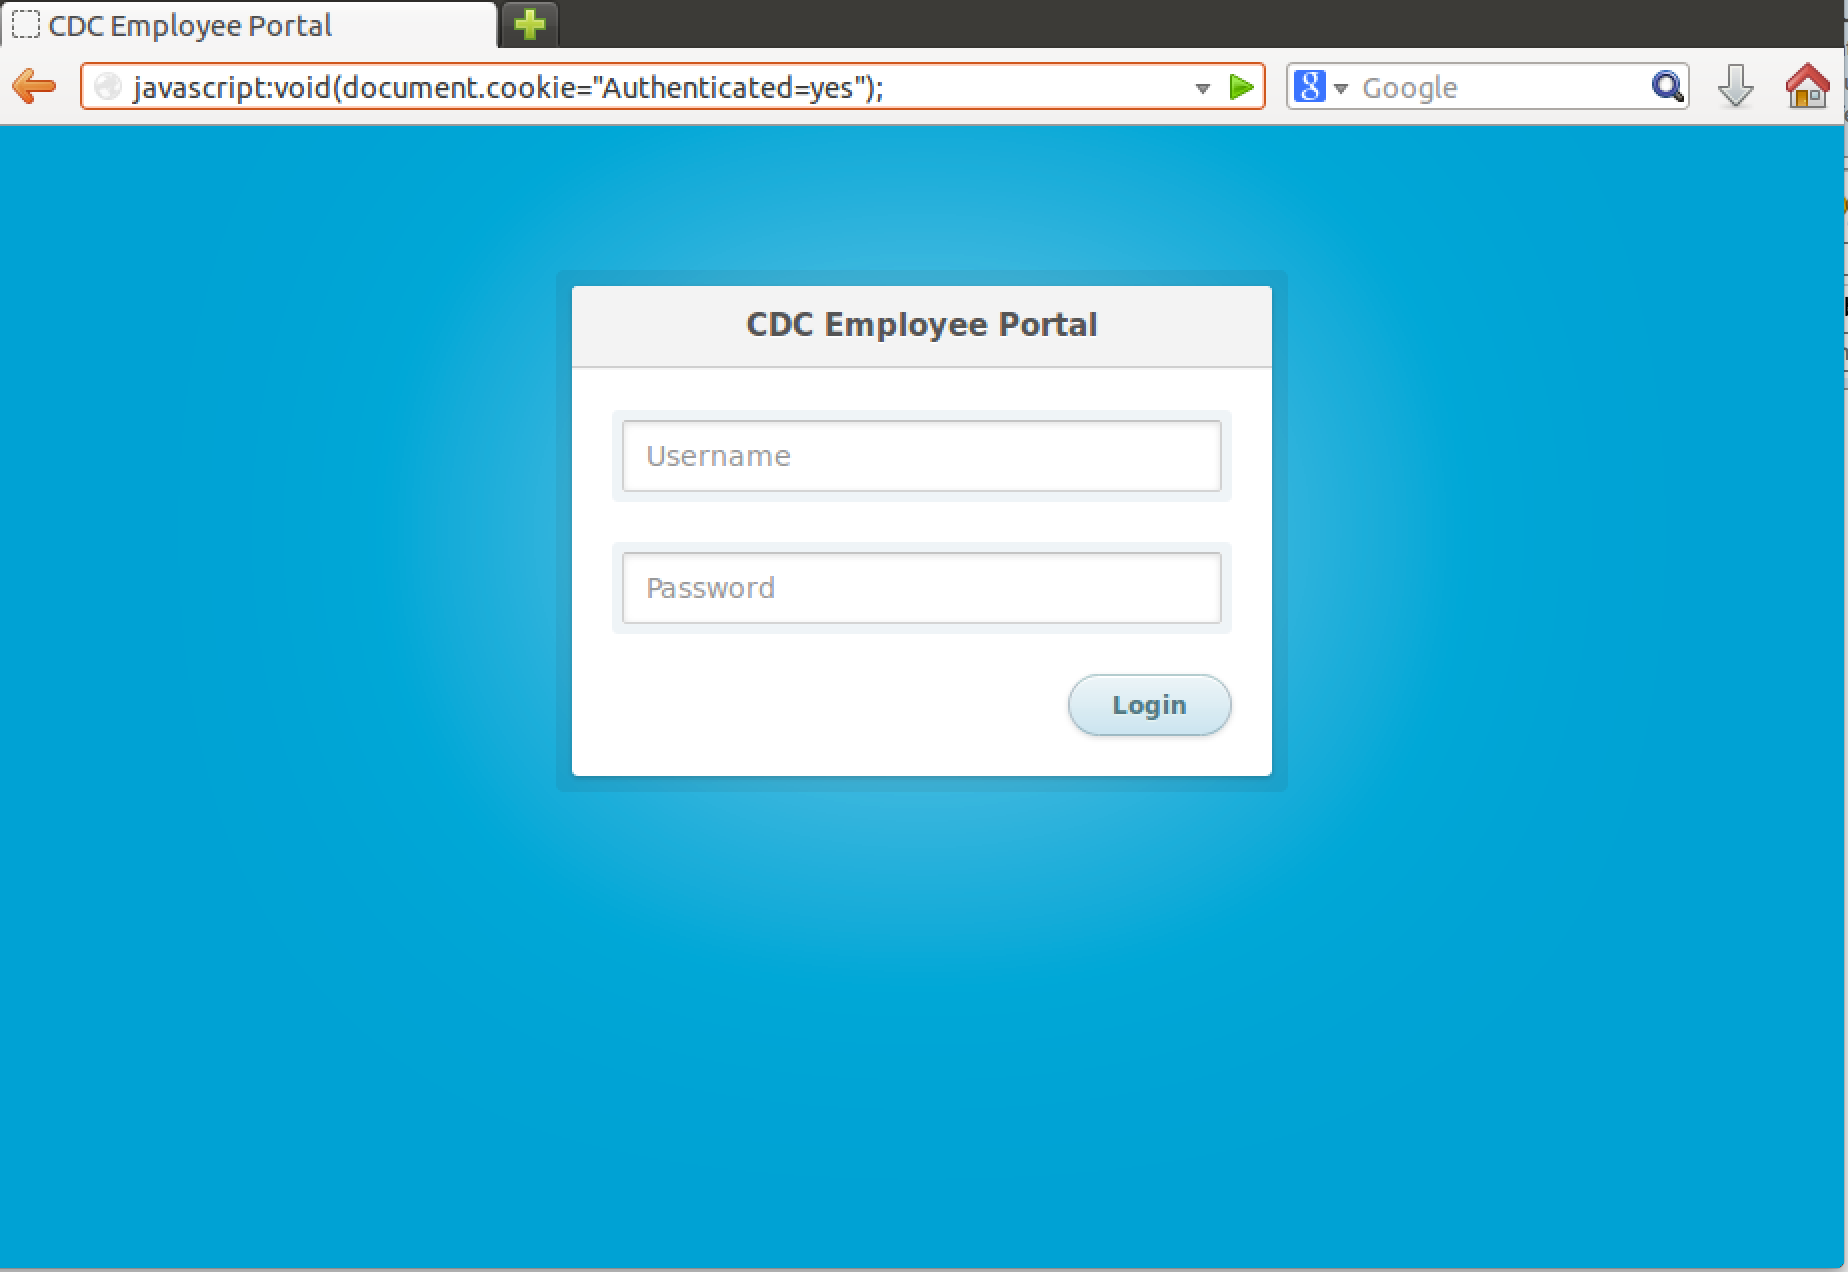 CDC Employee Portal
javascript:void(document.cookie="Authenticated=yes");
Google
CDC Employee Portal
Username
Password
Login